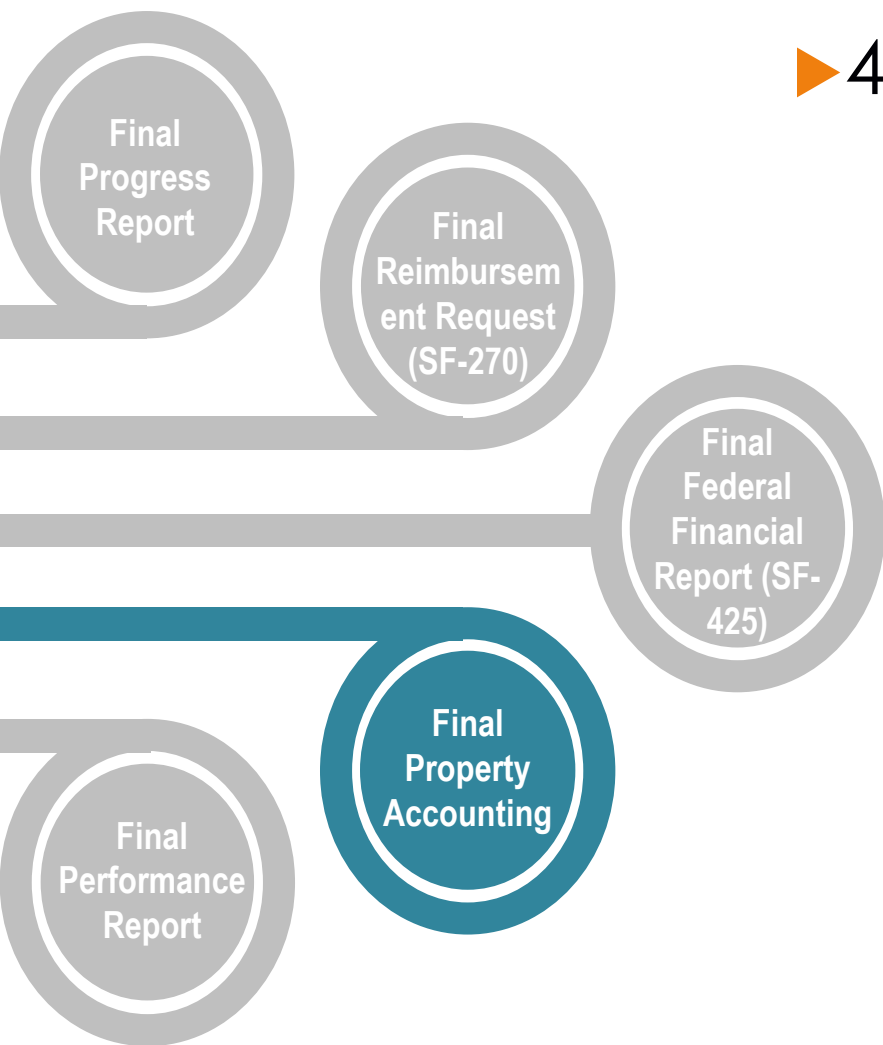 4
Final
Progress
Report
Final
Reimbursem
ent Request
(SF-270)
Final
Federal
Financial
Report (SF-
425)
Final
Property
Accounting
Final
Performance
Report